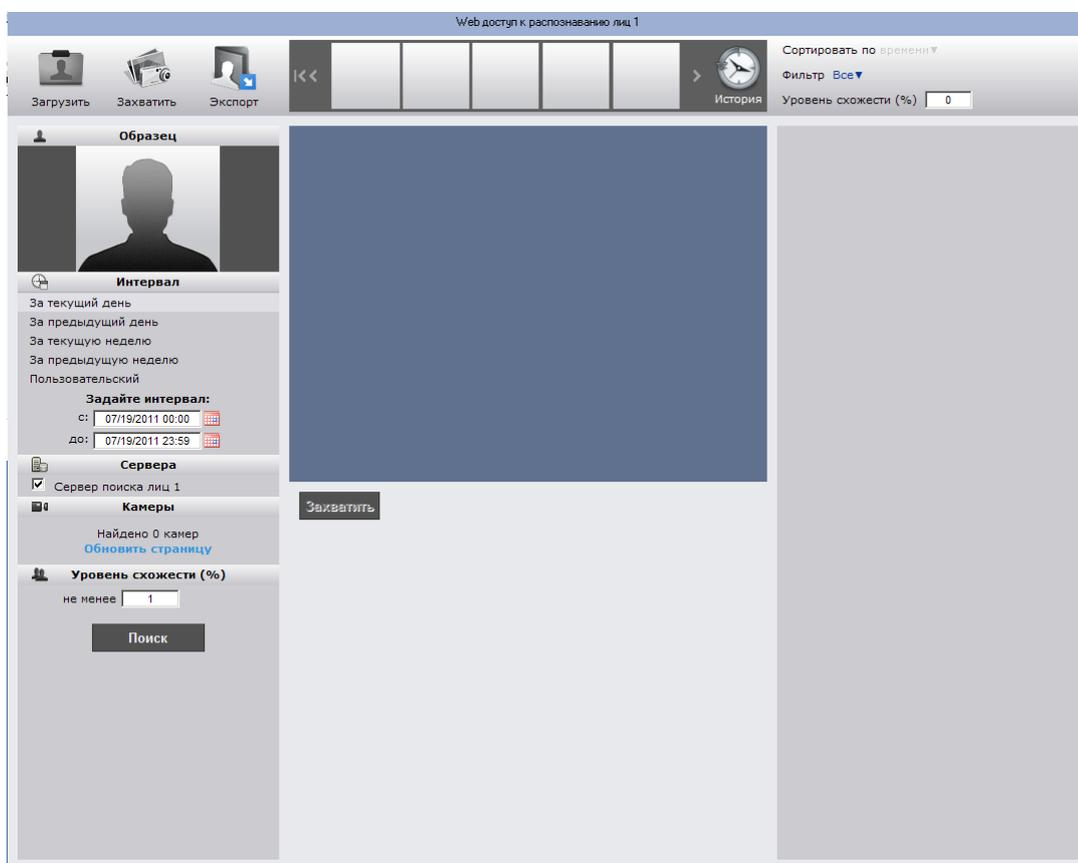 Web доступ к распознаванию лиц 1
Загрузить Захватить Экспорт
История
Сортировать по времени▼
Фильтр Все▼
Уровень схожести (%) 0
Образец
Интервал
За текущий день
За предыдущий день
За текущую неделю
За предыдущую неделю
Пользовательский
Задайте интервал:
с: 07/19/2011 00:00
до: 07/19/2011 23:59
Сервера
Сервер поиска лиц 1
Камеры
Найдено 0 камер
Обновить страницу
Уровень схожести (%)
не менее 1
Поиск
Захватить